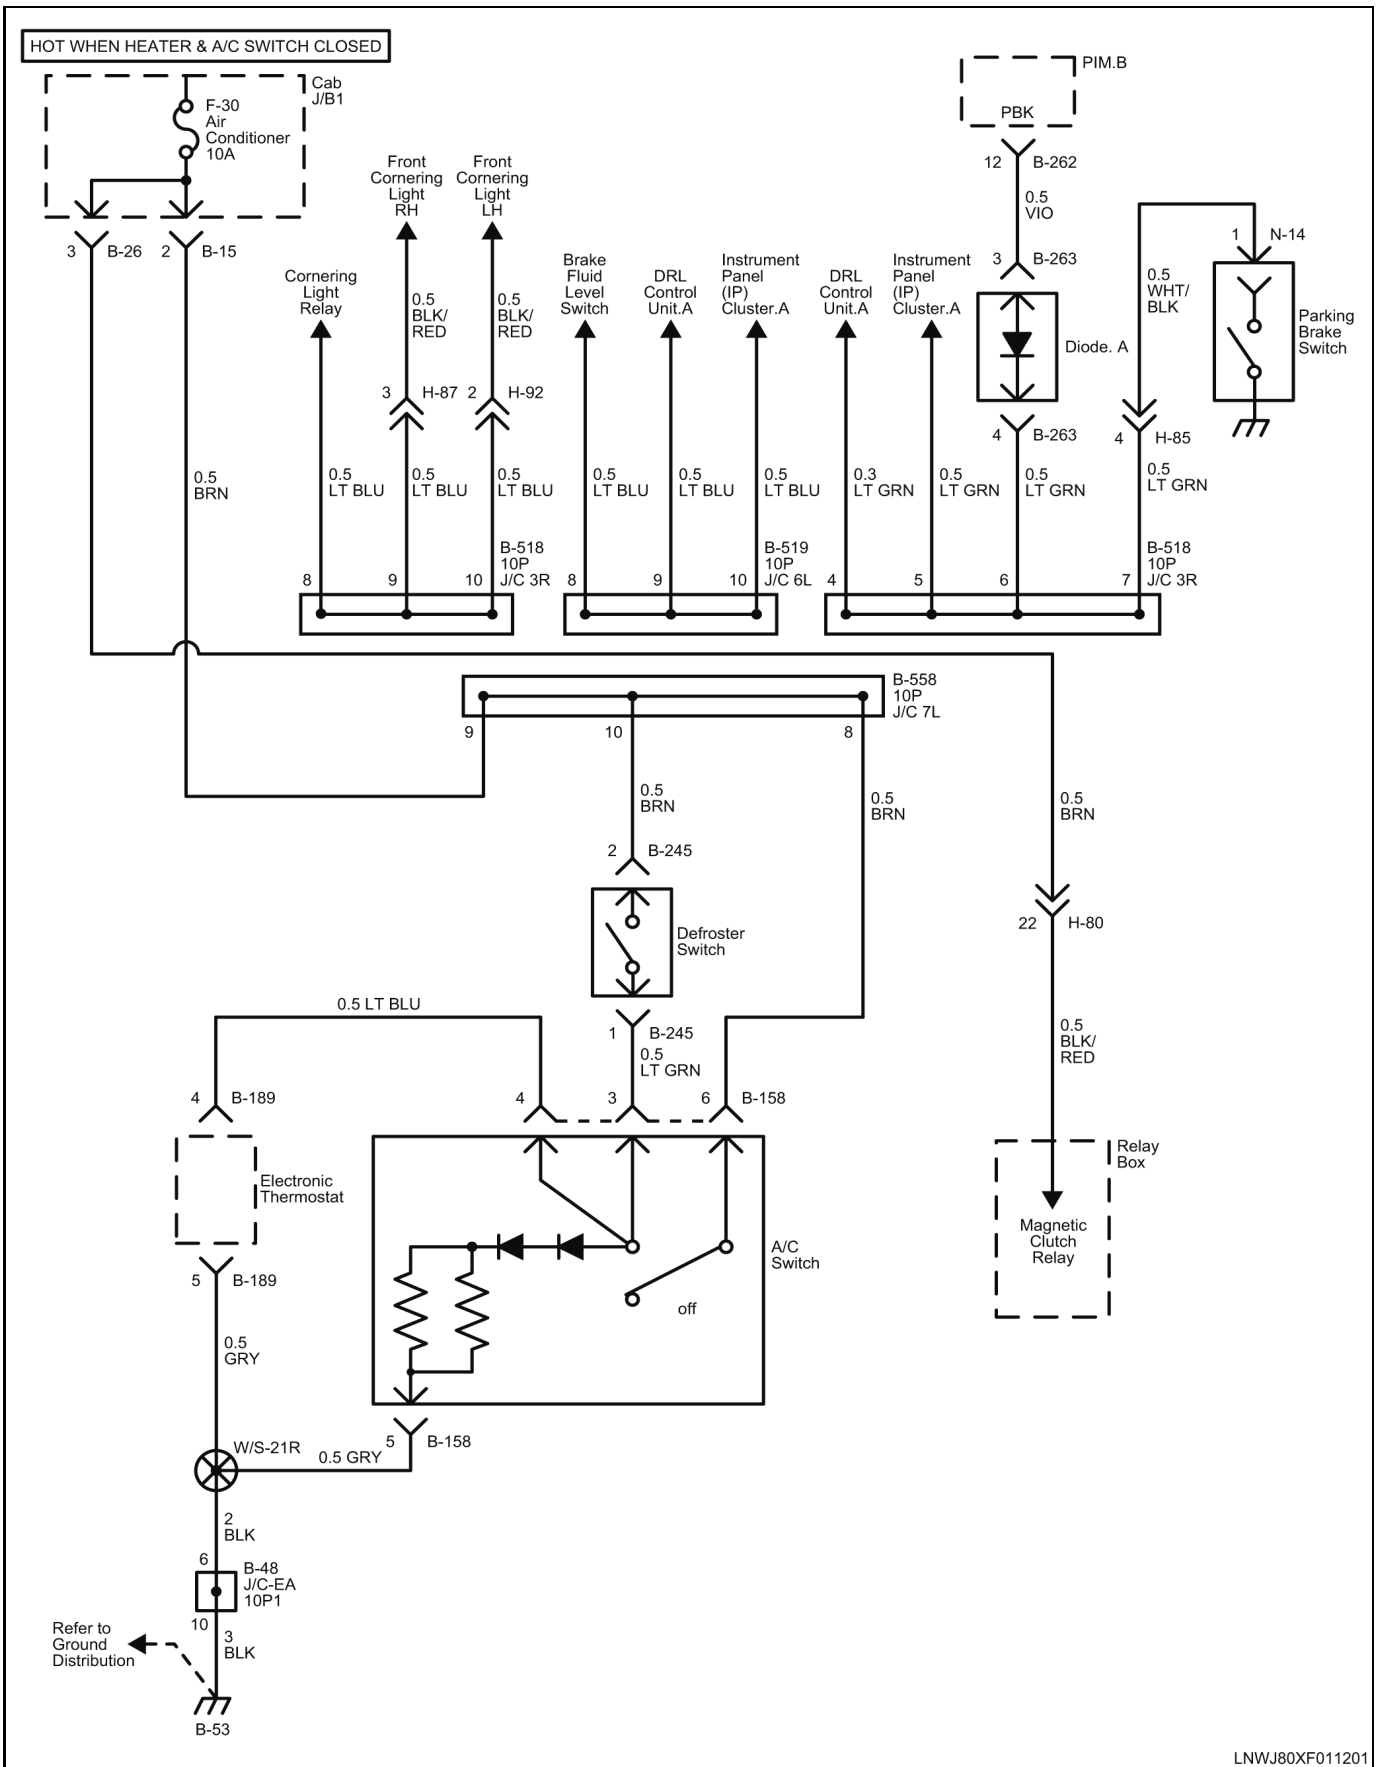 HOT WHEN HEATER & A/C SWITCH CLOSED
Cab
J/B1
F-30
Air
Conditioner
10A
3
B-26
2
B-15
PIM.B
PBK
12
B-262
0.5
VIO
3
B-263
Diode. A
4
B-263
1
N-14
0.5
WHT/
BLK
Parking
Brake
Switch
4
H-85
Front
Cornering
Light
RH
Front
Cornering
Light
LH
Cornering
Light
Relay
0.5
BLK/
RED
0.5
BLK/
RED
3
H-87
2
H-92
Brake
Fluid
Level
Switch
DRL
Control
Unit.A
Instrument
Panel
(IP)
Cluster.A
DRL
Control
Unit.A
Instrument
Panel
(IP)
Cluster.A
0.5
BRN
0.5
LT BLU
0.5
LT BLU
0.5
LT BLU
0.5
LT BLU
0.5
LT BLU
0.5
LT BLU
0.3
LT GRN
0.5
LT GRN
0.5
LT GRN
0.5
LT GRN
8
9
10
B-518
10P
J/C 3R
8
9
10
B-519
10P
J/C 6L
4
5
6
7
B-518
10P
J/C 3R
B-558
10P
J/C 7L
9
10
8
0.5
BRN
0.5
BRN
0.5
BRN
2
B-245
Defroster
Switch
22
H-80
0.5 LT BLU
1
B-245
0.5
LT GRN
0.5
BLK/
RED
4
B-189
4
3
6
B-158
Electronic
Thermostat
Relay
Box
Magnetic
Clutch
Relay
A/C
Switch
off
5
B-189
0.5
GRY
5
B-158
W/S-21R
0.5 GRY
2
BLK
6
B-48
J/C-EA
10P1
10
3
BLK
Refer to
Ground
Distribution
B-53
LNWJ80XF011201